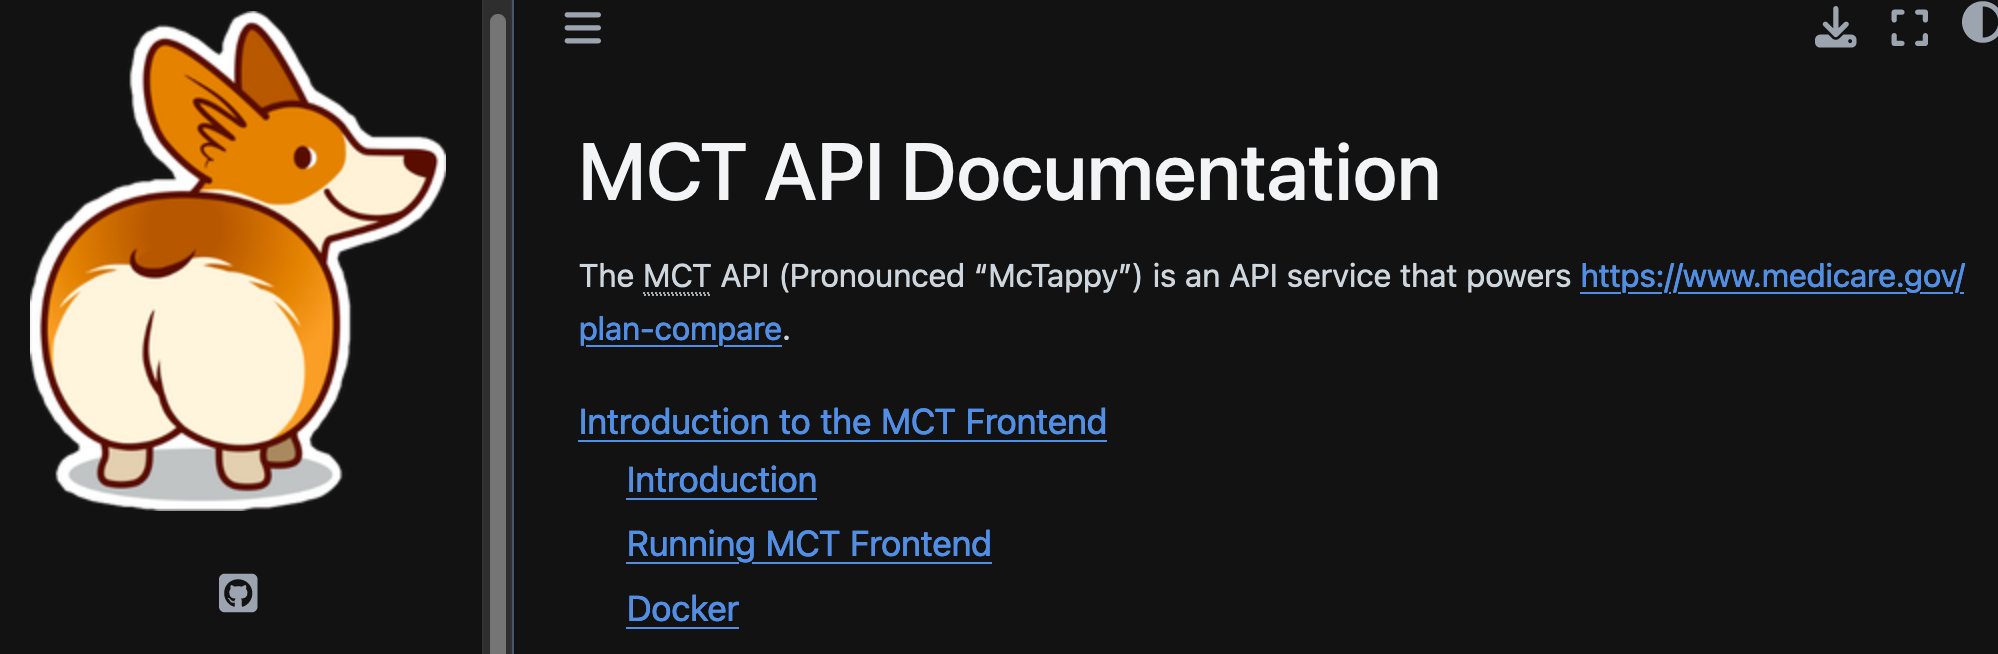 MCT API Documentation
The MCT API (Pronounced “McTappy”) is an API service that powers https://www.medicare.gov/
plan-compare.
Introduction to the MCT Frontend
Introduction
Running MCT Frontend
Docker